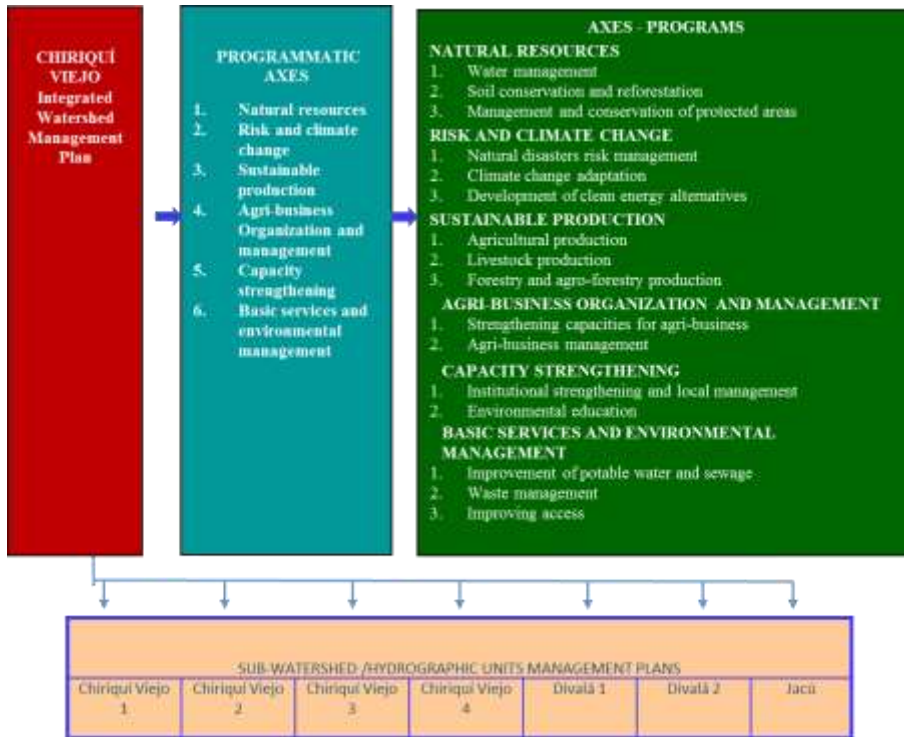 CHIRIQUÍ
VIEJO
Integrated
Watershed
Management
Plan
PROGRAMMATIC
AXES
1. Natural resources
2. Risk and climate
change
3. Sustainable
production
4. Agri-business
Organization and
management
5. Capacity
strengthening
6. Basic services and
environmental
management
AXES - PROGRAMS
NATURAL RESOURCES
1. Water management
2. Soil conservation and reforestation
3. Management and conservation of protected areas
RISK AND CLIMATE CHANGE
1. Natural disasters risk management
2. Climate change adaptation
3. Development of clean energy alternatives
SUSTAINABLE PRODUCTION
1. Agricultural production
2. Livestock production
3. Forestry and agro-forestry production
AGRI-BUSINESS ORGANIZATION AND MANAGEMENT
1. Strengthening capacities for agri-business
2. Agri-business management
CAPACITY STRENGTHENING
1. Institutional strengthening and local management
2. Environmental education
BASIC SERVICES AND ENVIRONMENTAL
MANAGEMENT
1. Improvement of potable water and sewage
2. Waste management
3. Improving access
SUB-WATERSHED /HYDROGRAPHIC UNITS MANAGEMENT PLANS
Chiriquí Viejo
1
Chiriquí Viejo
2
Chiriquí Viejo
3
Chiriquí Viejo
4
Divalá 1
Divalá 2
Jacú